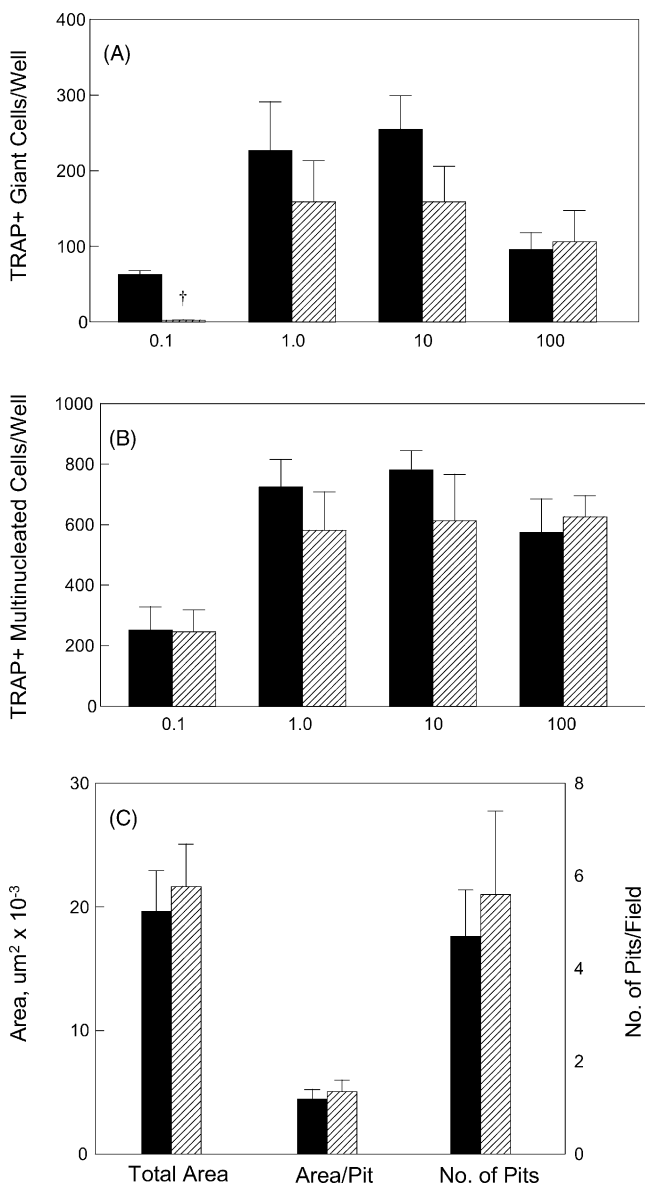 (A)
TRAP+ Giant Cells/Well
400
300
200
100
0
†
0.1 1.0 10 100
(B)
TRAP+ Multinucleated Cells/Well
1000
800
600
400
200
0
0.1 1.0 10 100
(C)
Area, um² x 10⁻³
30
20
10
0
No. of Pits/Field
8
6
4
2
0
Total Area Area/Pit No. of Pits